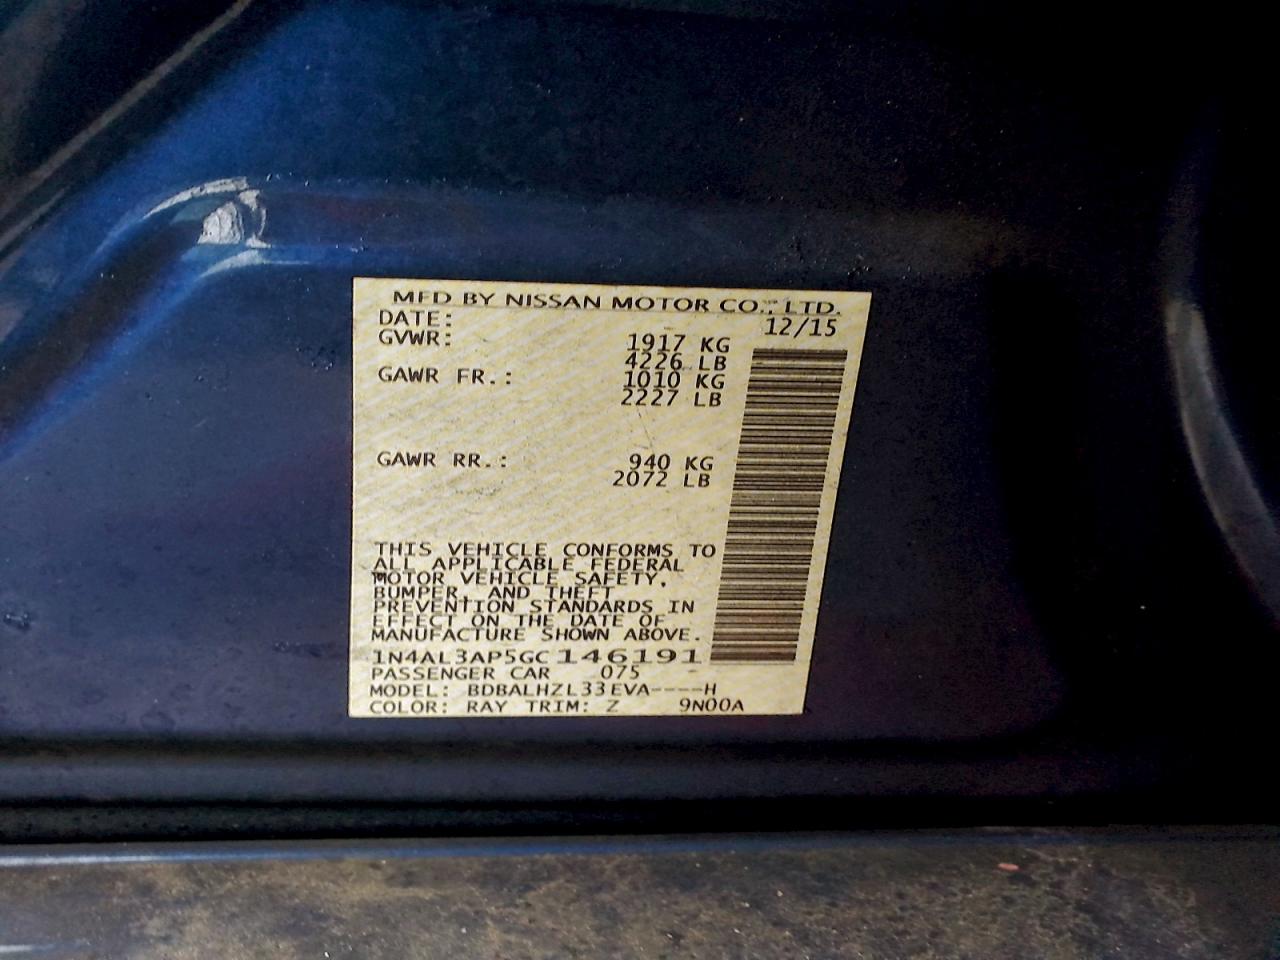 MFD BY NISSAN MOTOR CO., LTD.
DATE: 12/15
GVWR: 1917 KG
4226 LB
GAWR FR.: 1010 KG
2227 LB
GAWR RR.: 940 KG
2072 LB
THIS VEHICLE CONFORMS TO
ALL APPLICABLE FEDERAL
MOTOR VEHICLE SAFETY,
BUMPER, AND THEFT
PREVENTION STANDARDS IN
EFFECT ON THE DATE OF
MANUFACTURE SHOWN ABOVE.
1N4AL3AP5GC146191
PASSENGER CAR 075
MODEL: BDBALHZL33EVA----H
COLOR: RAY TRIM: Z 9N00A